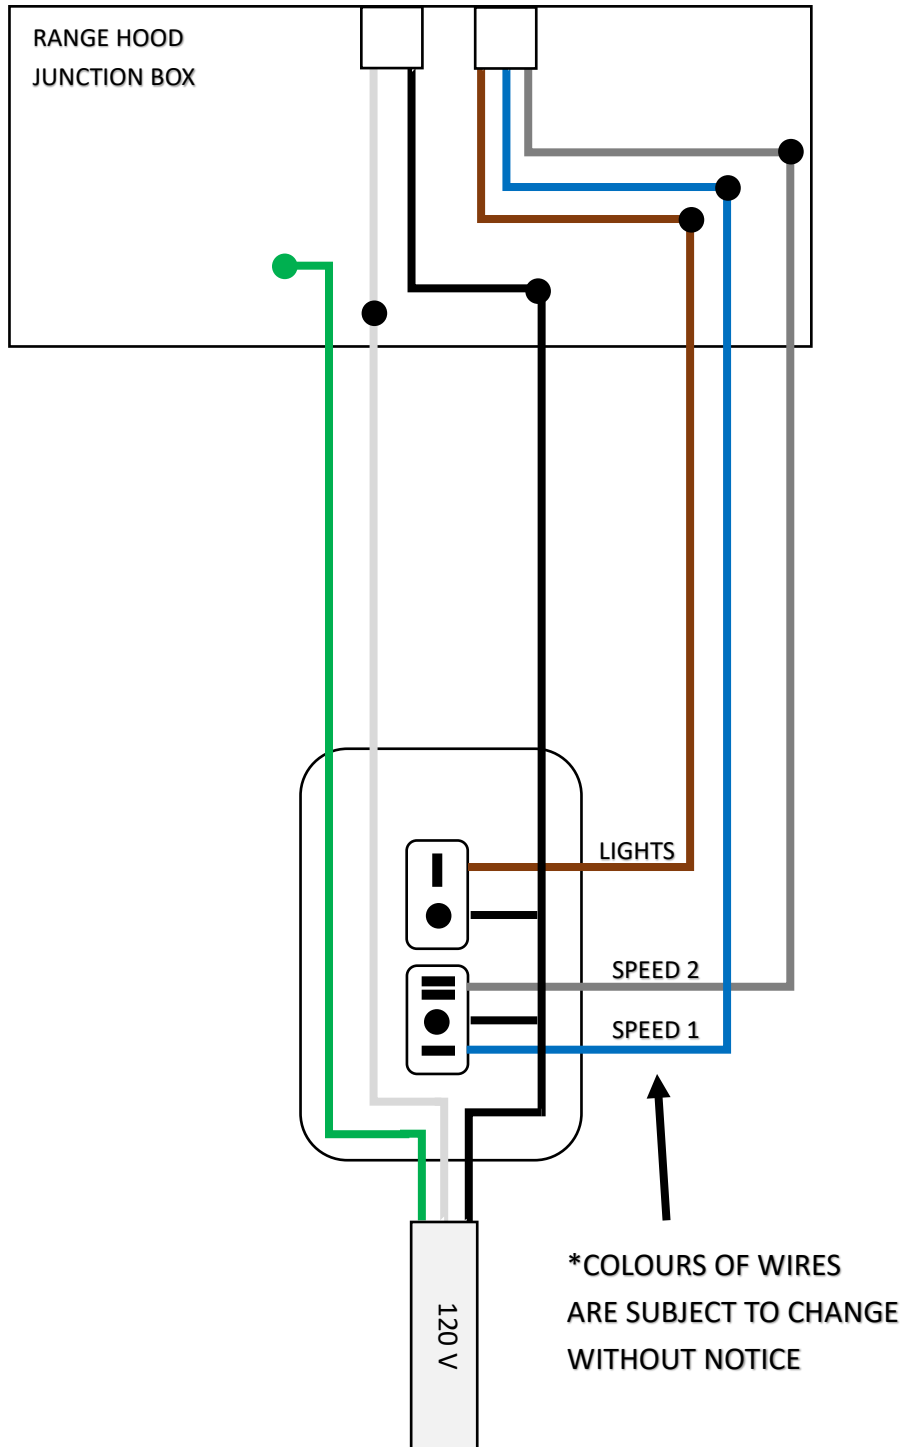 RANGE HOOD
JUNCTION BOX
LIGHTS
SPEED 2
SPEED 1
*COLOURS OF WIRES
ARE SUBJECT TO CHANGE
WITHOUT NOTICE
120 V